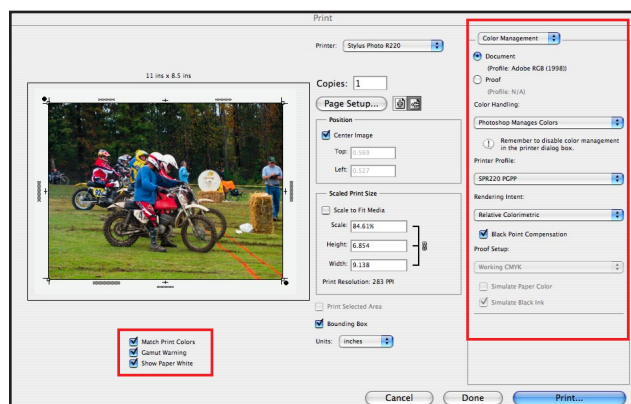 Print
11 ins x 8.5 ins
Match Print Colors
Gamut Warning
Show Paper White
Printer: Stylus Photo R220
Copies: 1
Page Setup...
Position
Center Image
Top: 0.569
Left: 0.527
Scaled Print Size
Scale to Fit Media
Scale: 84.61%
Height: 6.854
Width: 9.138
Print Resolution: 283 PPI
Print Selected Area
Bounding Box
Units: inches
Color Management
Document
(Profile: Adobe RGB (1998))
Proof
(Profile: N/A)
Color Handling:
Photoshop Manages Colors
Remember to disable color management
in the printer dialog box.
Printer Profile:
SPR220 PGPP
Rendering Intent:
Relative Colorimetric
Black Point Compensation
Proof Setup:
Working CMYK
Simulate Paper Color
Simulate Black Ink
Cancel
Done
Print...